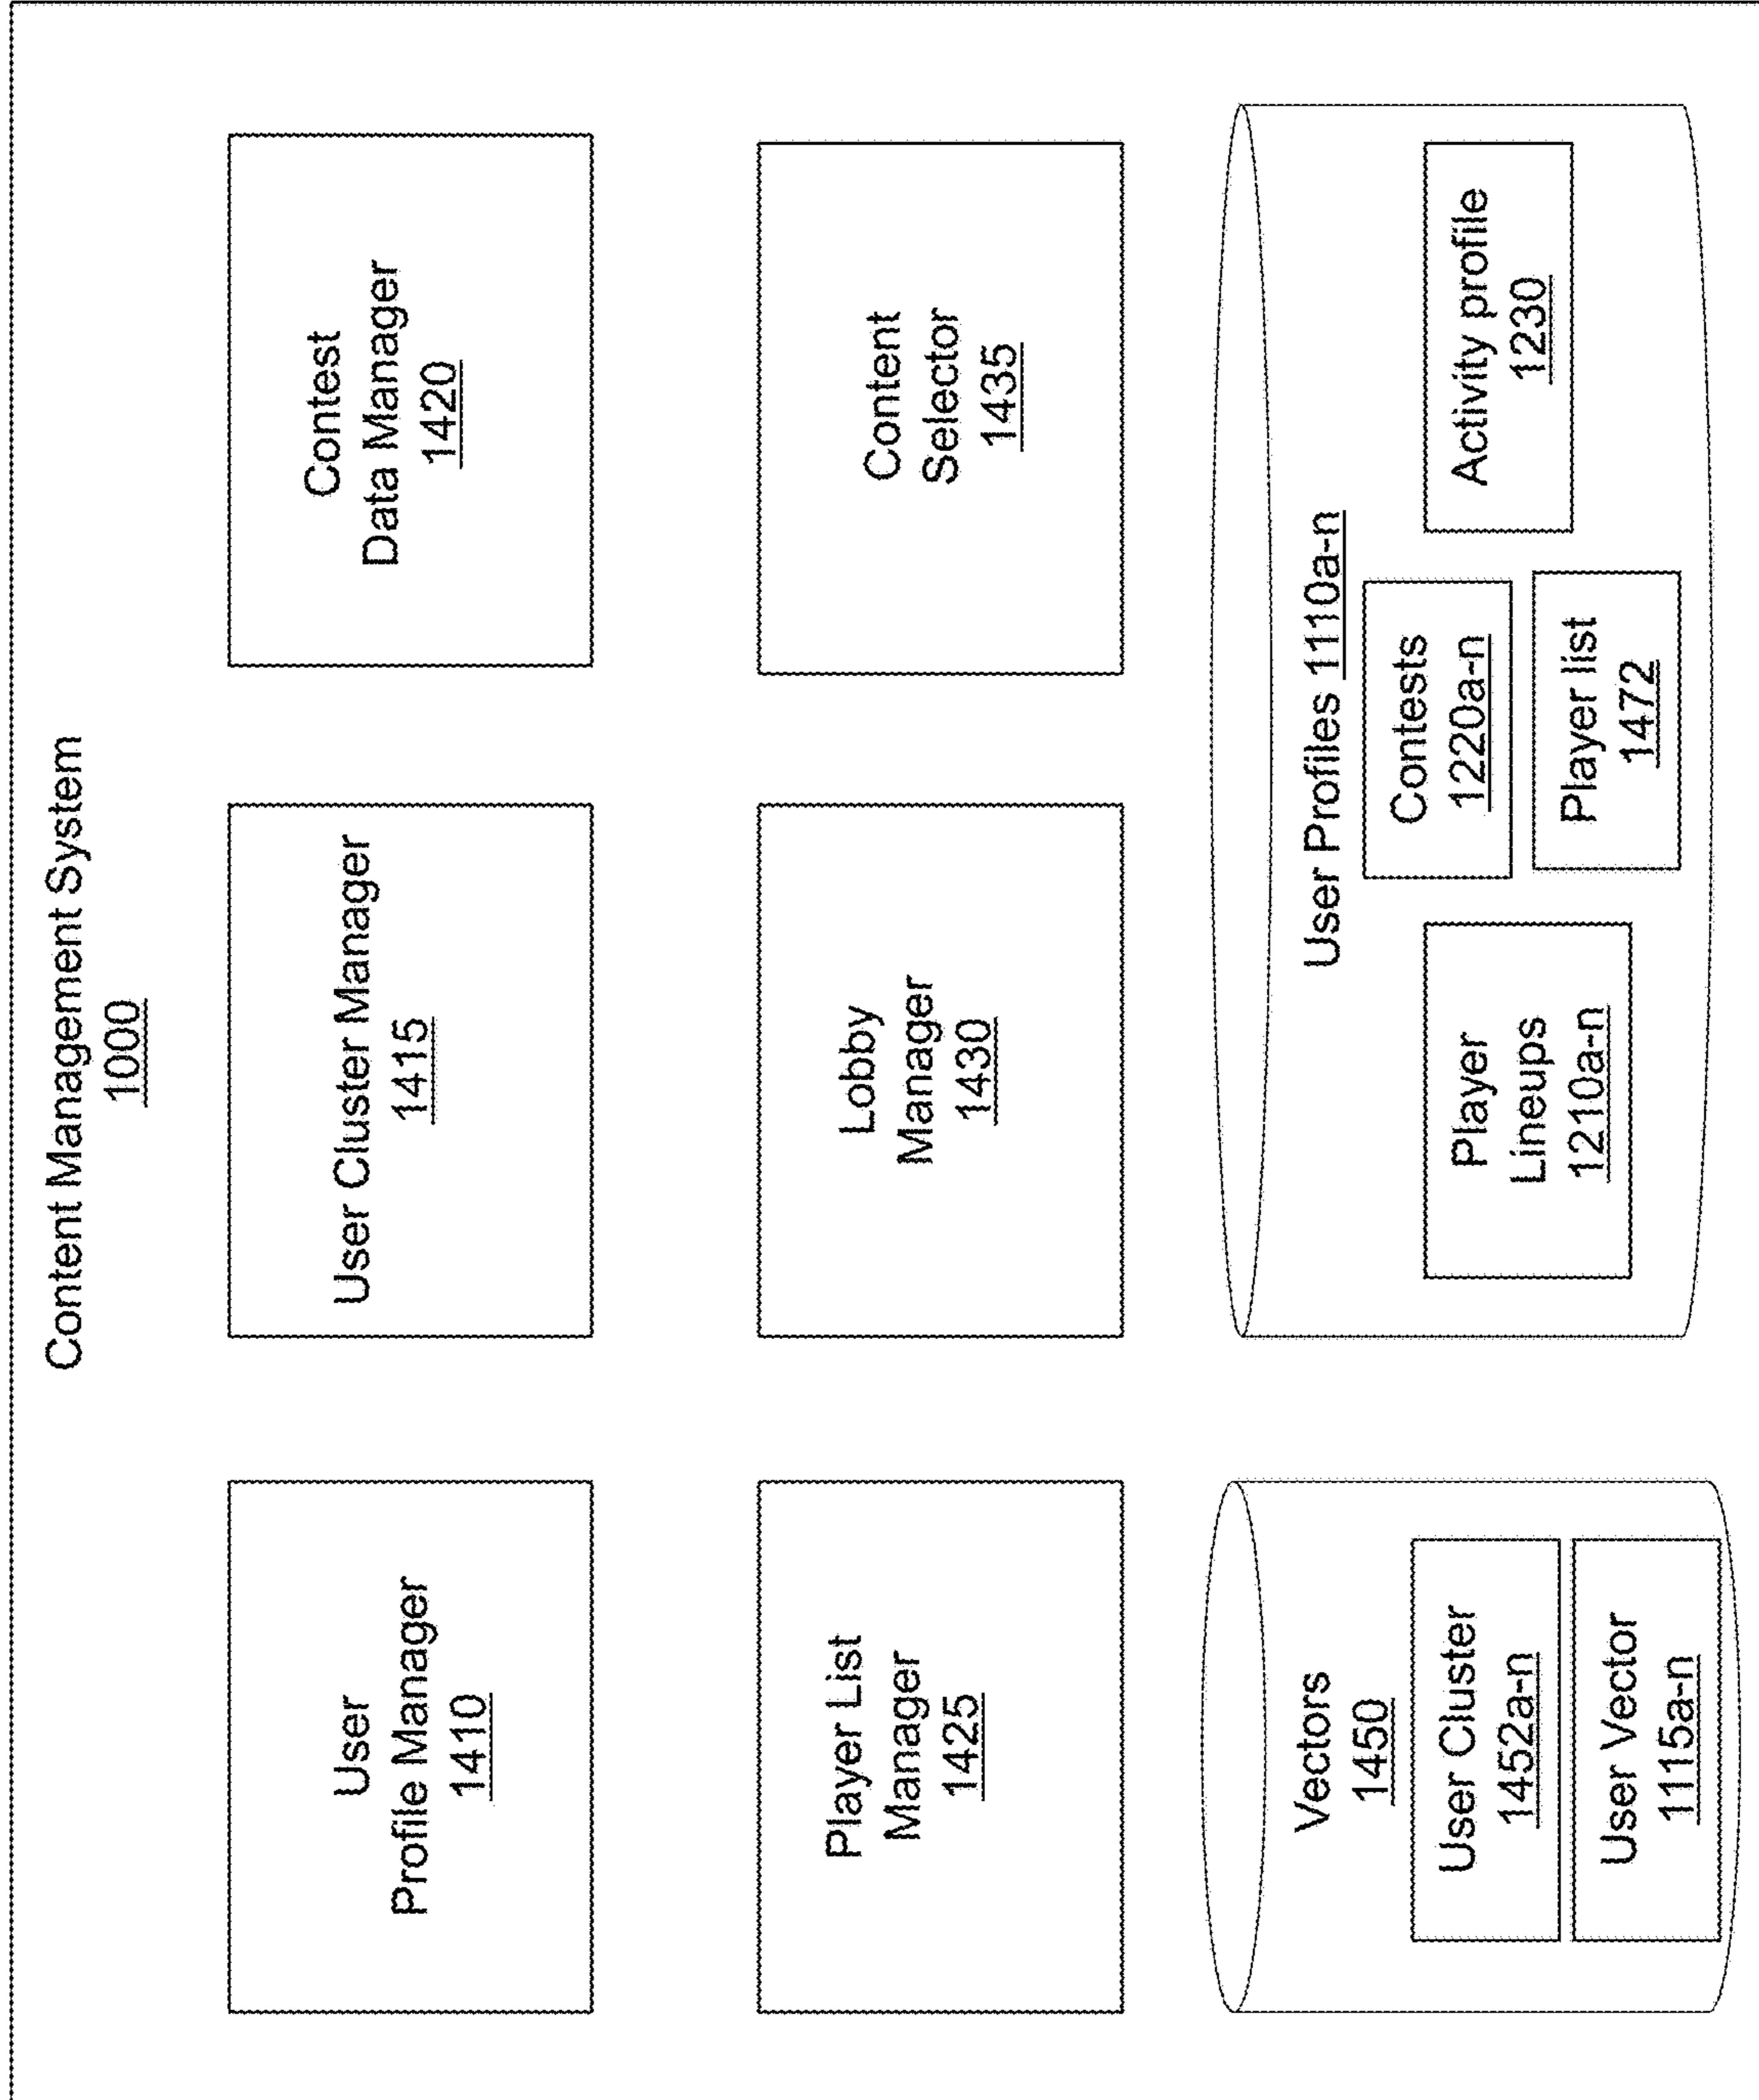 Content Management System
1000
User
Profile Manager
1410
User Cluster Manager
1415
Contest
Data Manager
1420
Player List
Manager
1425
Lobby
Manager
1430
Content
Selector
1435
Vectors
1450
User Cluster
1452a-n
User Vector
1115a-n
User Profiles 1110a-n
Player
Lineups
1210a-n
Contests
1220a-n
Player list
1472
Activity profile
1230